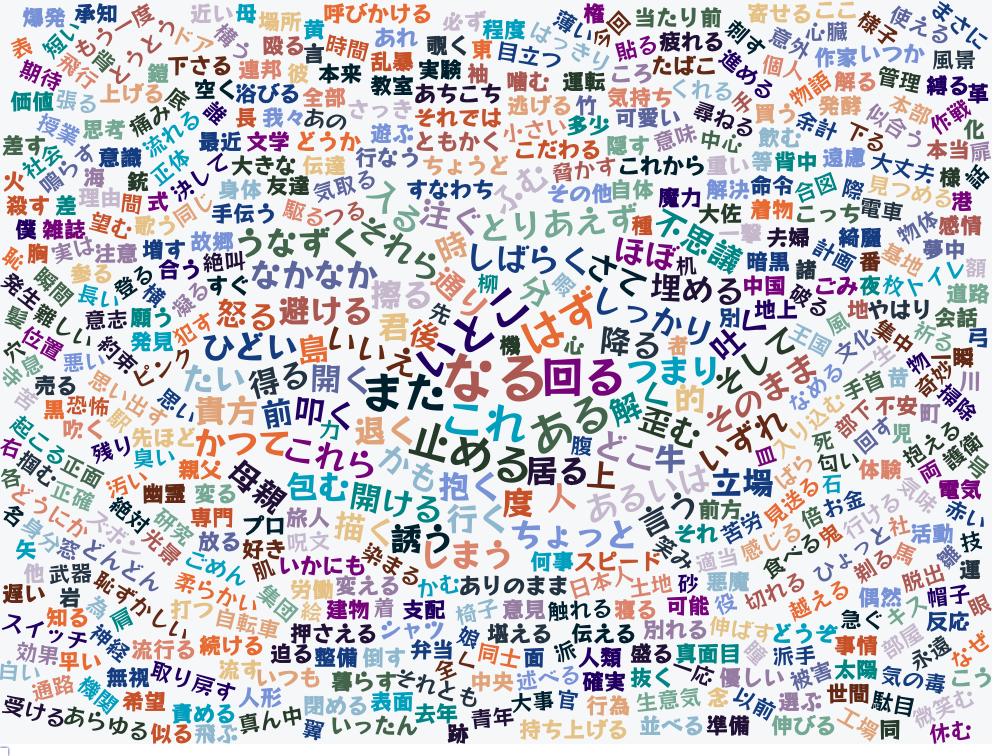 爆発 承知 一度 近い 母 場所 黄 呼びかける 必ず 程度 薄い 権 回 当たり前 寄せる ここ 様子 使える まさに
表 短い もう 背 とうとう ドア 横 殴る 言 時間 あれ 覗く 東 目立つ はっきり 貼る 疲れる 刺す 意外 心臓 作家 いつか 風景
期待 飛行 鎧 下さる 連邦 彼 本来 乱暴 実験 袖 噛む 運転 ころ たばこ 進める 個人 物語 解る 管理 縛る 革
価値 張る 上げる 底 空く 浴びる 全部 教室 あちこち 逃げる 竹 気持ち くれる 手 買う 発酵 本部 作戦
授業 思考 痛み 誰 長 我々 あの さっき それでは 小さい 多少 可愛い 尋ねる 余計 似合う 化
差す 社会 鳴らす 意識 流れる 最近 文学 どうか 遊ぶ ともかく こだわる 隠す 意味 中心 飲む 下る 本当 扉
火 海 銃 正体 決して 大きな 伝達 行なう ちょうど 脅かす これから 重い 等 背中 遠慮 大丈夫 様 話
殺す 差 理由 間 式 身体 友達 気取る 入る すなわち ふむ その他 自体 魔力 解決 命令 合図 際 見つめる 港
僕 雑誌 望む 歌う 同じ 手伝う 駆る つる 注ぐ とりあえず 種 不思議 大佐 着物 こっち 電車 物体 感情
恥 胸 実は 注意 増す 故郷 うなずく それら 時 しばらく さて ほぼ 一撃 夫婦 綺麗 夢中
発生 瞬間 参る 登る 合う 絶叫 なかなか 擦る 通り 柳 分 暇 埋める 机 暗黒 諸 計画 番 基地 トイレ 額
髪 難しい 長い 横 凝る すぐ 避ける 先 こと しっかり 別 中国 破る ごみ 夜 枚 道路
位置 意志 願う 犯す 怒る 君 後 はず 降る 者 吐く 地上 地 やはり 会話
穴 息 悪い 約束 発見 ひどい 島 いいえ に 機 心 そして 王国 風 文化 集中 祈る 弓
苦 売る 思い出す ピンク たい 得る 開く また なる 回る つまり そのまま なめる 一生 物 奇妙 瞬 川
黒 恐怖 駅 思い 貴方 前 叩く これ ある 解く 的 手首 苗 掃除
吹く 残り 先ほど かつて 力 退く 止める 腹 どこ 歪む いずれ 入り込む 部下 不安 町
右 起こる 正面 臭い 親父 これら かも 居る 上 牛 皿 死 回す 児 抱える 護衛
各 掴む 汚い 幽霊 変える 母親 包む 開ける 抱く 度 人 あるいは 立場 ばら 匂い 体験 両 電気
名 どうにか 正確 絶対 研究 専門 プロ 旅人 描く 行く ちょっと 言う 前方 見送る 石 お金 行ける 赤い
身分 ズボン 光景 放る 好き 呪文 誘う それ 苦労 感じる 倍 鬼 社 活動 技
矢 窓 どんどん ごめん 肌 いかにも 染まる しまう 何事 スピード 笑み 適当 食べる ひょっと 剃る 馬 難 運
他 武器 恥ずかしい 柔らかい 労働 変える かむ ありのまま 日本人 土地 砂 悪魔 切れる 越える 脱出 帽子
遅い 岩 為 肩 打つ 集団 絵 建物 着 支配 椅子 意見 触れる 寝る 可能 役 偶然 キス 眼
スイッチ 知る 神経 自転車 押さえる シャツ 娘 堪える 伝える 別れる 伸ばす どうぞ 急ぐ 部屋 反応
効果 平い 流行る 続ける 迫る 整備 倒す 弁当 全く 同士 面 派 人類 盛る 真面目 派手 事情 永遠 なぜ
白い 通路 機関 無視 取り戻す 流す いつも 暮らす それとも 中央 述べる 確実 抜く 一応 優しい 被害 太陽 気の毒 こう
受ける あらゆる 希望 責める 人形 閉める 表面 去年 大事 官 行為 生意気 念 以前 選ぶ 世間 駄目 微笑む
似る 飛ぶ 真ん中 翼 いったん 跡 青年 持ち上げる 並べる 準備 伸びる 工場 同 休む